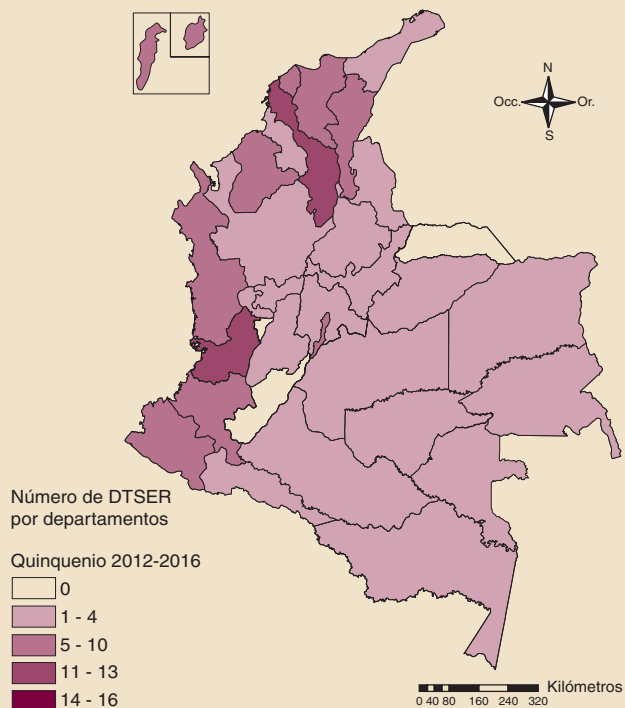 N
Occ. Or.
S
Número de DTSER
por departamentos
Quinquenio 2012-2016
0
1 - 4
5 - 10
11 - 13
14 - 16
Kilómetros
0 40 80 160 240 320